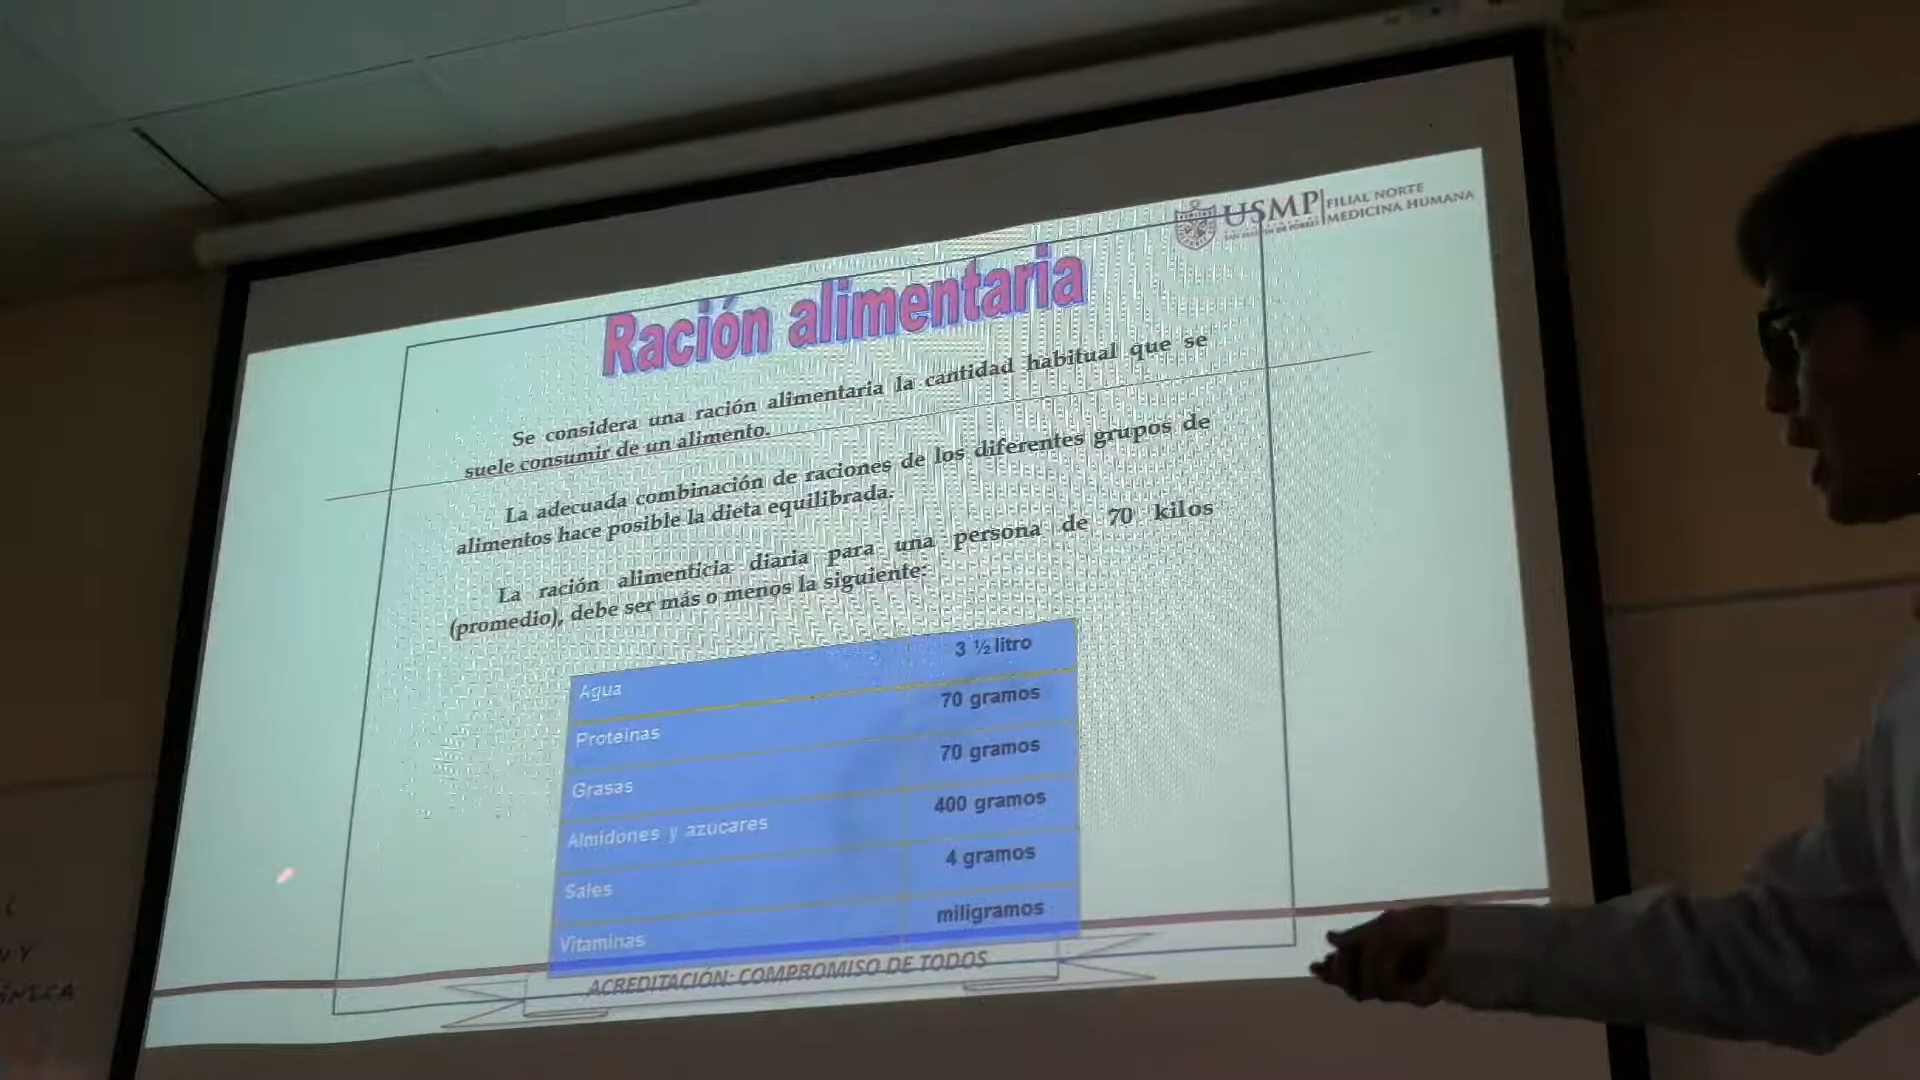 USMP
FILIAL NORTE
MEDICINA HUMANA
Ración alimentaria
Se considera una ración alimentaria la cantidad habitual que se
suele consumir de un alimento.
La adecuada combinación de raciones de los diferentes grupos de
alimentos hace posible la dieta equilibrada.
La ración alimenticia diaria para una persona de 70 kilos
(promedio), debe ser más o menos la siguiente:
Agua 3 ½ litro
Proteinas 70 gramos
Grasas 70 gramos
Almidones y azucares 400 gramos
Sales 4 gramos
Vitaminas miligramos
ACREDITACIÓN: COMPROMISO DE TODOS